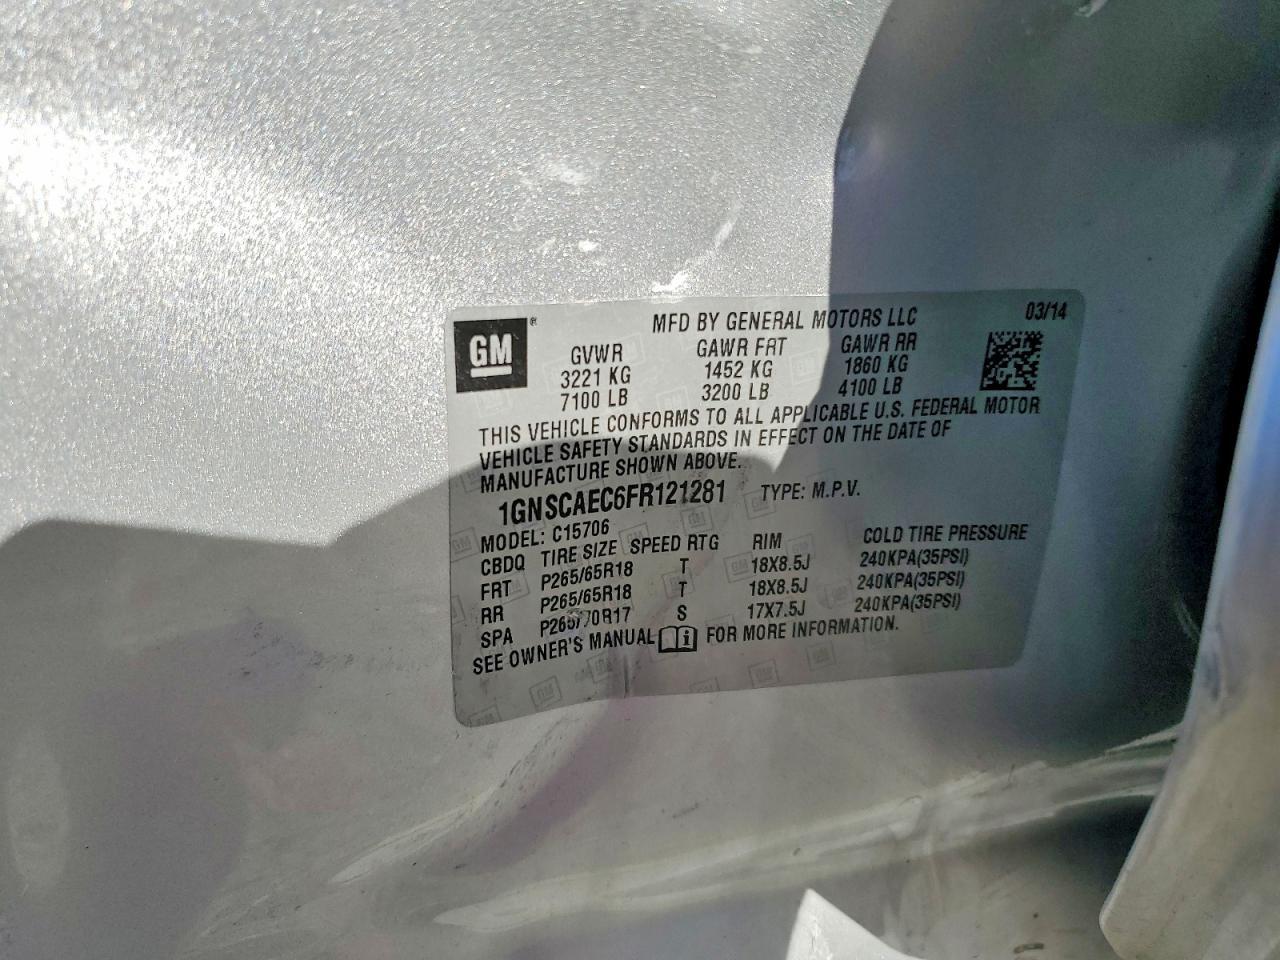 GM ®
MFD BY GENERAL MOTORS LLC 03/14
GVWR GAWR FRT GAWR RR
3221 KG 1452 KG 1860 KG
7100 LB 3200 LB 4100 LB
THIS VEHICLE CONFORMS TO ALL APPLICABLE U.S. FEDERAL MOTOR
VEHICLE SAFETY STANDARDS IN EFFECT ON THE DATE OF
MANUFACTURE SHOWN ABOVE.
1GNSCAEC6FR121281 TYPE: M.P.V.
MODEL: C15706
CBDQ TIRE SIZE SPEED RTG RIM COLD TIRE PRESSURE
FRT P265/65R18 T 18X8.5J 240KPA(35PSI)
RR P265/65R18 T 18X8.5J 240KPA(35PSI)
SPA P265/70R17 S 17X7.5J 240KPA(35PSI)
SEE OWNER'S MANUAL i FOR MORE INFORMATION.